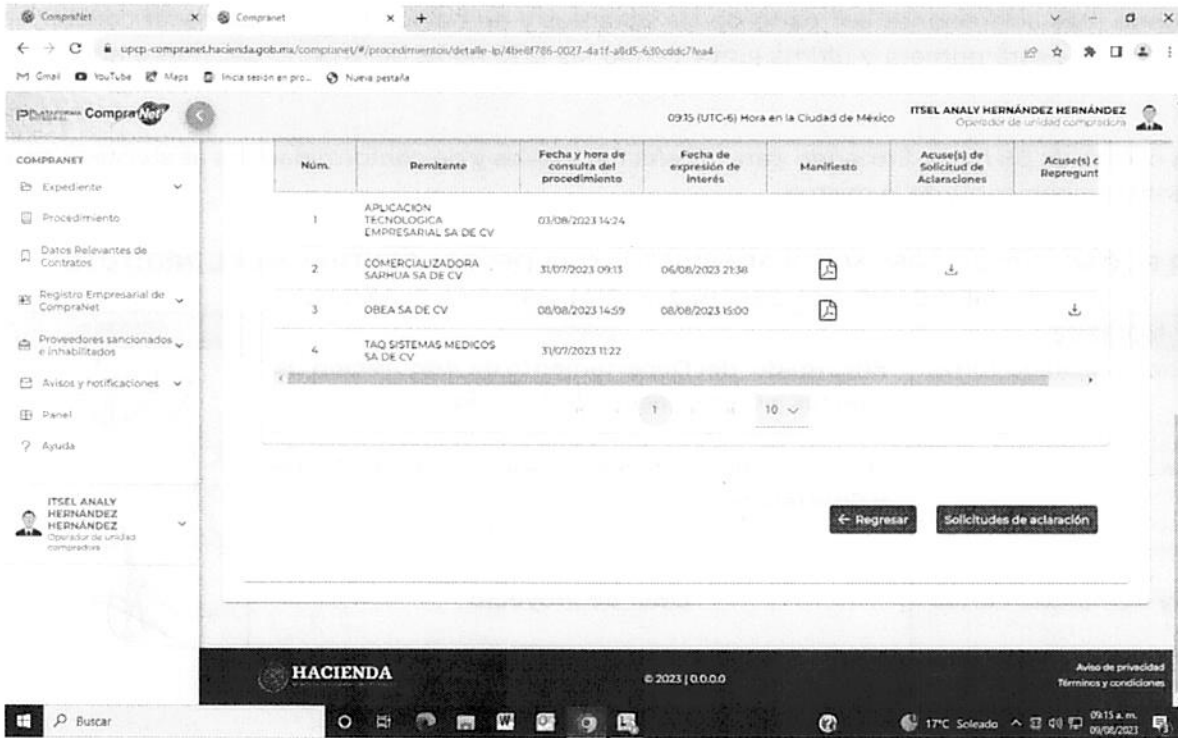 CompraNet
Compranet
upcp-compranet.hacienda.gob.mx/compranet/#/procedimientos/detalle-lp/
Gmail YouTube Maps Inicia sesión en pro... Nueva pestaña
CompraNet
09:15 (UTC-6) Hora en la Ciudad de México
ITSEL ANALY HERNÁNDEZ HERNÁNDEZ
Operador de unidad compradora
COMPRANET
Expediente
Procedimiento
Datos Relevantes de
Contratos
Registro Empresarial de
CompraNet
Proveedores sancionados
e inhabilitados
Avisos y notificaciones
Panel
Ayuda
ITSEL ANALY
HERNÁNDEZ
HERNÁNDEZ
Operador de unidad
compradora
Núm. Remitente Fecha y hora de consulta del procedimiento Fecha de expresión de interés Manifiesto Acuse(s) de Solicitud de Aclaraciones Acuse(s) d Repregunt
1 APLICACION TECNOLOGICA EMPRESARIAL SA DE CV 03/08/2023 14:24
2 COMERCIALIZADORA SARHUA SA DE CV 31/07/2023 09:13 06/08/2023 21:38
3 OBEA SA DE CV 08/08/2023 14:59 08/08/2023 15:00
4 TAQ SISTEMAS MEDICOS SA DE CV 31/07/2023 11:22
1 10
← Regresar Solicitudes de aclaración
HACIENDA
© 2023 | 0.0.0.0
Aviso de privacidad
Términos y condiciones
Buscar
17°C Soleado
09:15 a. m.
09/08/2023